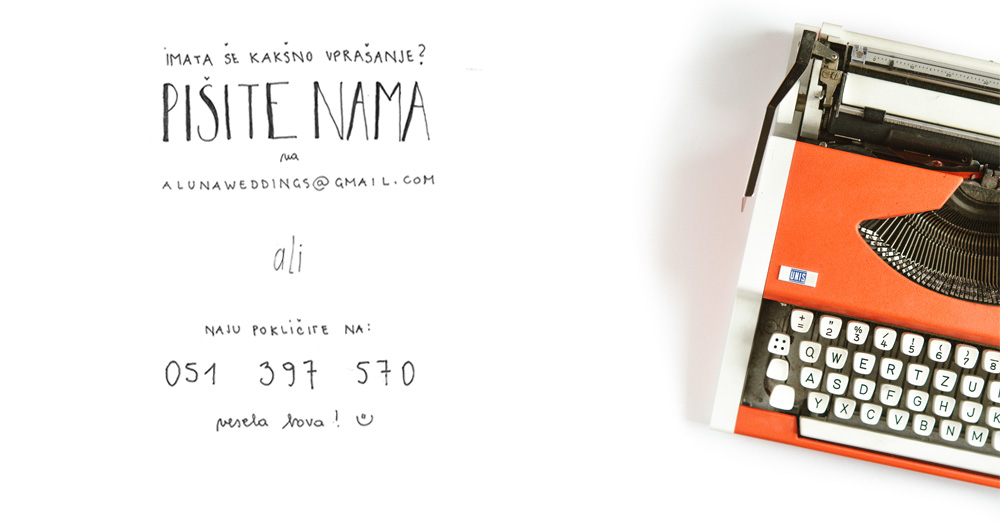 IMATA ŠE KAKŠNO VPRAŠANJE?
PIŠITE NAMA
na
ALUNAWEDDINGS@GMAIL.COM
ali
NAJU POKLIČITE NA:
051 397 570
vesela bova! ☺
UNIS
+ " % / ! ( ) _
= 2 3 4 5 6 7 8
Q W E R T Z U
A S D F G H J K
Y X C V B N M